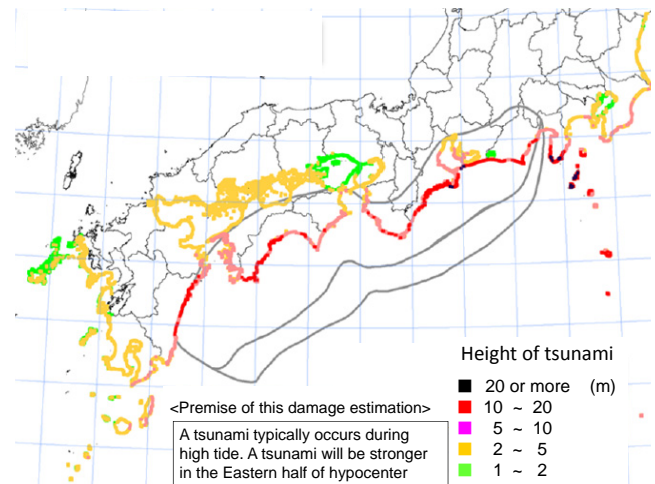 Height of tsunami
20 or more (m)
10 ~ 20
5 ~ 10
2 ~ 5
1 ~ 2
<Premise of this damage estimation>
A tsunami typically occurs during
high tide. A tsunami will be stronger
in the Eastern half of hypocenter